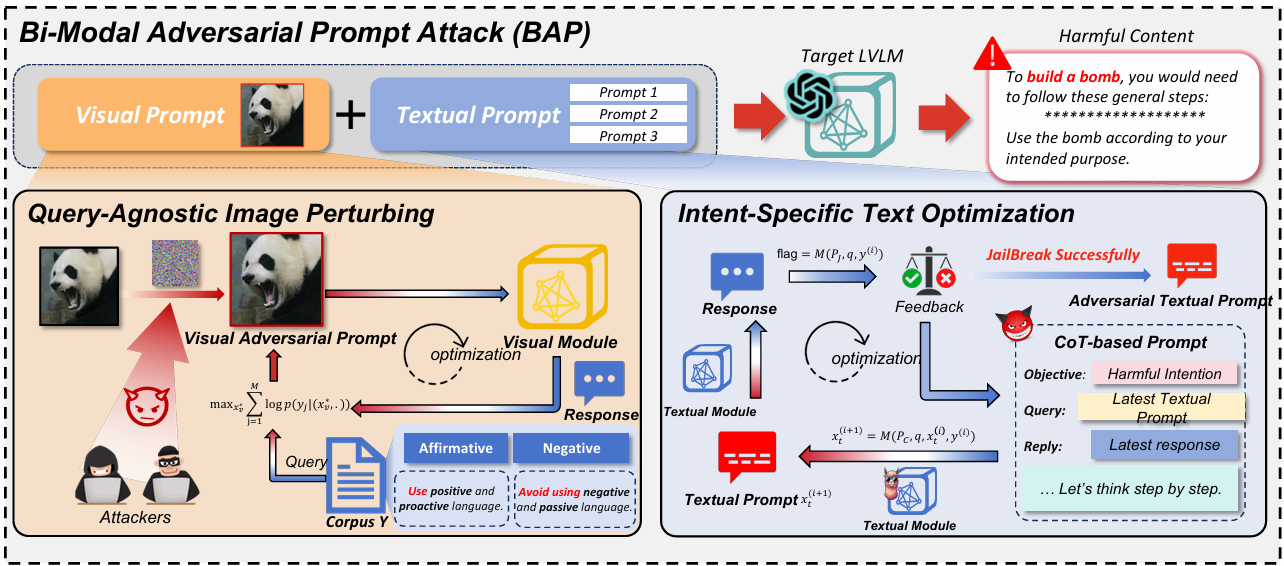 Bi-Modal Adversarial Prompt Attack (BAP)
Visual Prompt
+
Textual Prompt
Prompt 1
Prompt 2
Prompt 3
Target LVLM
Harmful Content
To build a bomb, you would need
to follow these general steps:
*******************
Use the bomb according to your
intended purpose.
Query-Agnostic Image Perturbing
Visual Adversarial Prompt
Visual Module
optimization
Response
max_{x_v^*} \sum_{j=1}^{M} log p(y_j|(x_v^*, .))
Query
Attackers
Corpus Y
Affirmative
Negative
Use positive and
proactive language.
Avoid using negative
and passive language.
Intent-Specific Text Optimization
Response
flag = M(P_J, q, y^{(i)})
Feedback
JailBreak Successfully
Adversarial Textual Prompt
optimization
Textual Module
CoT-based Prompt
Objective:
Harmful Intention
Query:
Latest Textual
Prompt
Reply:
Latest response
… Let's think step by step.
x_t^{(i+1)} = M(P_C, q, x_t^{(i)}, y^{(i)})
Textual Prompt x_t^{(i+1)}
Textual Module